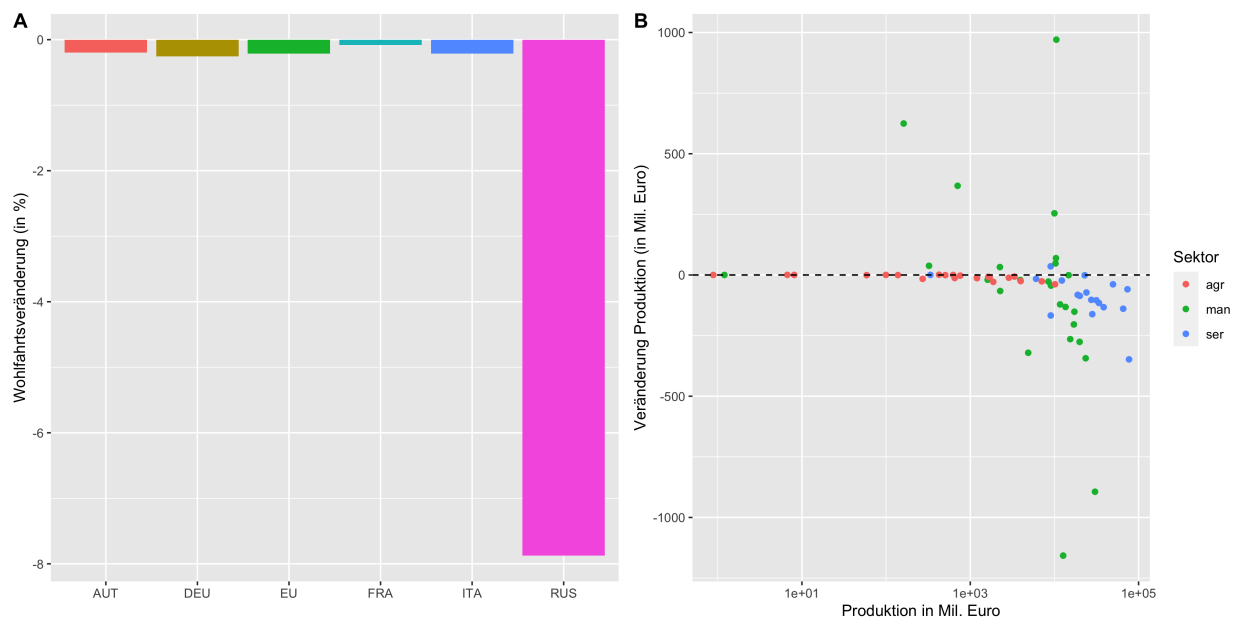 A
Wohlfahrtsveränderung (in %)
0
-2
-4
-6
-8
AUT DEU EU FRA ITA RUS
B
Veränderung Produktion (in Mil. Euro)
1000
500
0
-500
-1000
1e+01 1e+03 1e+05
Produktion in Mil. Euro
Sektor
agr
man
ser